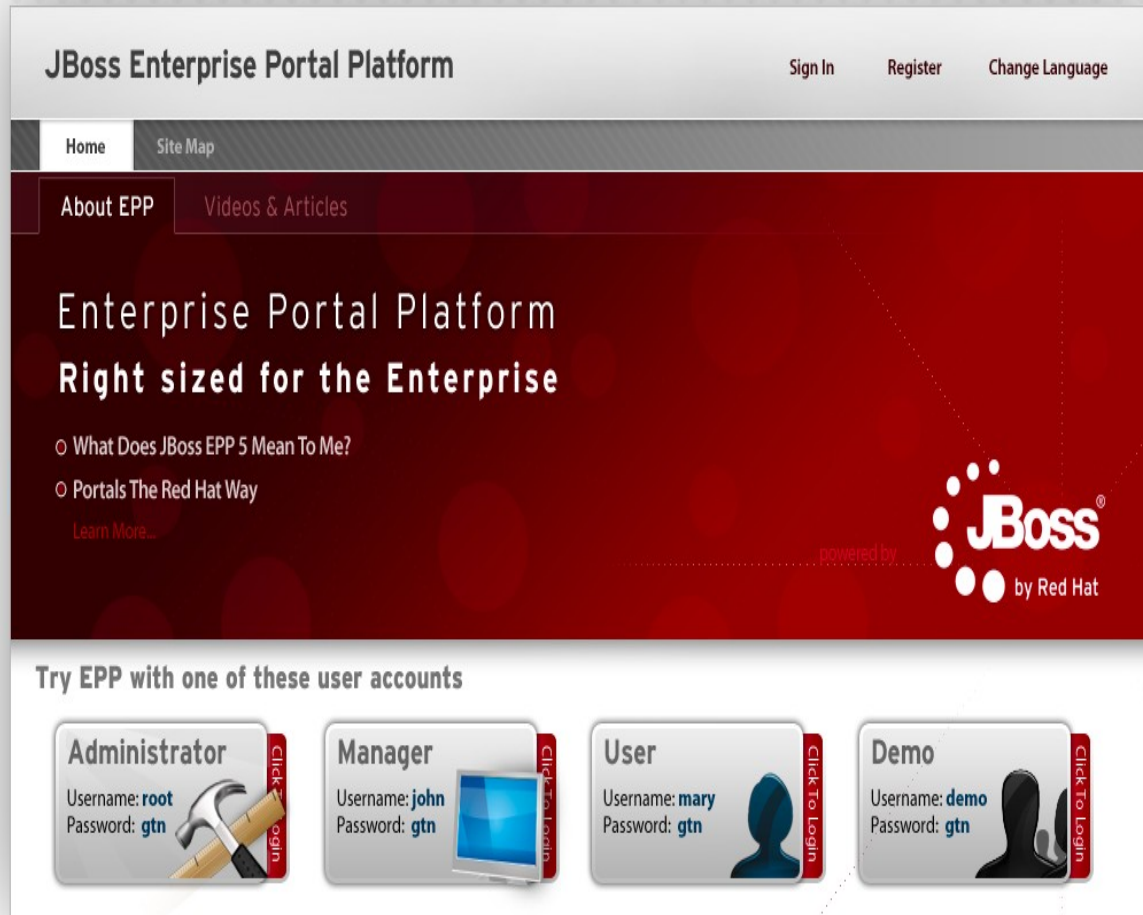 JBoss Enterprise Portal Platform
Sign In Register Change Language
Home Site Map
About EPP Videos & Articles
Enterprise Portal Platform
Right sized for the Enterprise
What Does JBoss EPP 5 Mean To Me?
Portals The Red Hat Way
Learn More...
powered by
JBoss®
by Red Hat
Try EPP with one of these user accounts
Administrator
Username: root
Password: gtn
Click To Login
Manager
Username: john
Password: gtn
Click To Login
User
Username: mary
Password: gtn
Click To Login
Demo
Username: demo
Password: gtn
Click To Login